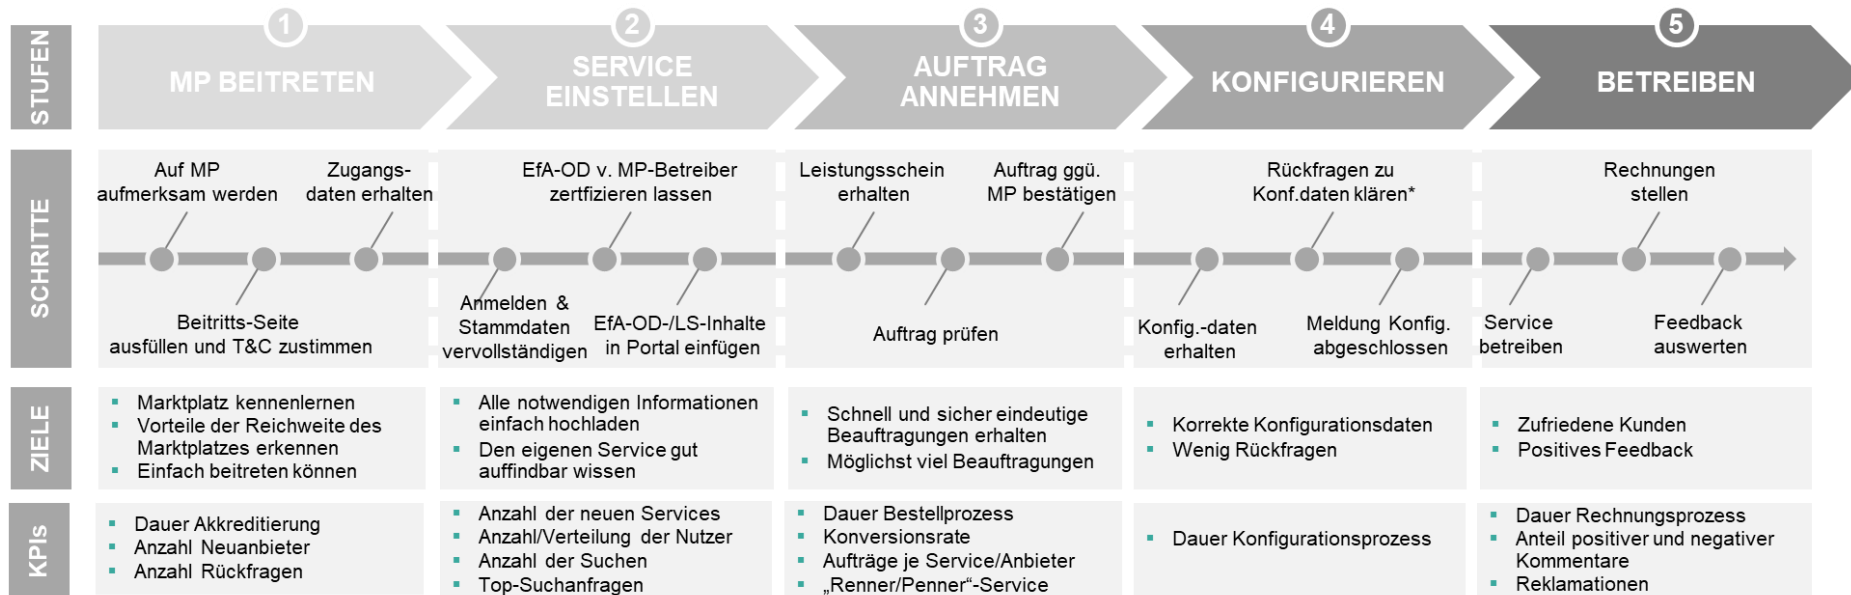 STUFEN
1
MP BEITRETEN
2
SERVICE
EINSTELLEN
3
AUFTRAG
ANNEHMEN
4
KONFIGURIEREN
5
BETREIBEN
SCHRITTE
Auf MP
aufmerksam werden
Beitritts-Seite
ausfüllen und T&C zustimmen
Zugangs-
daten erhalten
Anmelden &
Stammdaten
vervollständigen
EfA-OD v. MP-Betreiber
zertfizieren lassen
EfA-OD-/LS-Inhalte
in Portal einfügen
Leistungsschein
erhalten
Auftrag prüfen
Auftrag ggü.
MP bestätigen
Konfig.-daten
erhalten
Rückfragen zu
Konf.daten klären*
Meldung Konfig.
abgeschlossen
Service
betreiben
Rechnungen
stellen
Feedback
auswerten
ZIELE
▪ Marktplatz kennenlernen
▪ Vorteile der Reichweite des
Marktplatzes erkennen
▪ Einfach beitreten können
▪ Alle notwendigen Informationen
einfach hochladen
▪ Den eigenen Service gut
auffindbar wissen
▪ Schnell und sicher eindeutige
Beauftragungen erhalten
▪ Möglichst viel Beauftragungen
▪ Korrekte Konfigurationsdaten
▪ Wenig Rückfragen
▪ Zufriedene Kunden
▪ Positives Feedback
KPIs
▪ Dauer Akkreditierung
▪ Anzahl Neuanbieter
▪ Anzahl Rückfragen
▪ Anzahl der neuen Services
▪ Anzahl/Verteilung der Nutzer
▪ Anzahl der Suchen
▪ Top-Suchanfragen
▪ Dauer Bestellprozess
▪ Konversionsrate
▪ Aufträge je Service/Anbieter
▪ „Renner/Penner“-Service
▪ Dauer Konfigurationsprozess
▪ Dauer Rechnungsprozess
▪ Anteil positiver und negativer
Kommentare
▪ Reklamationen